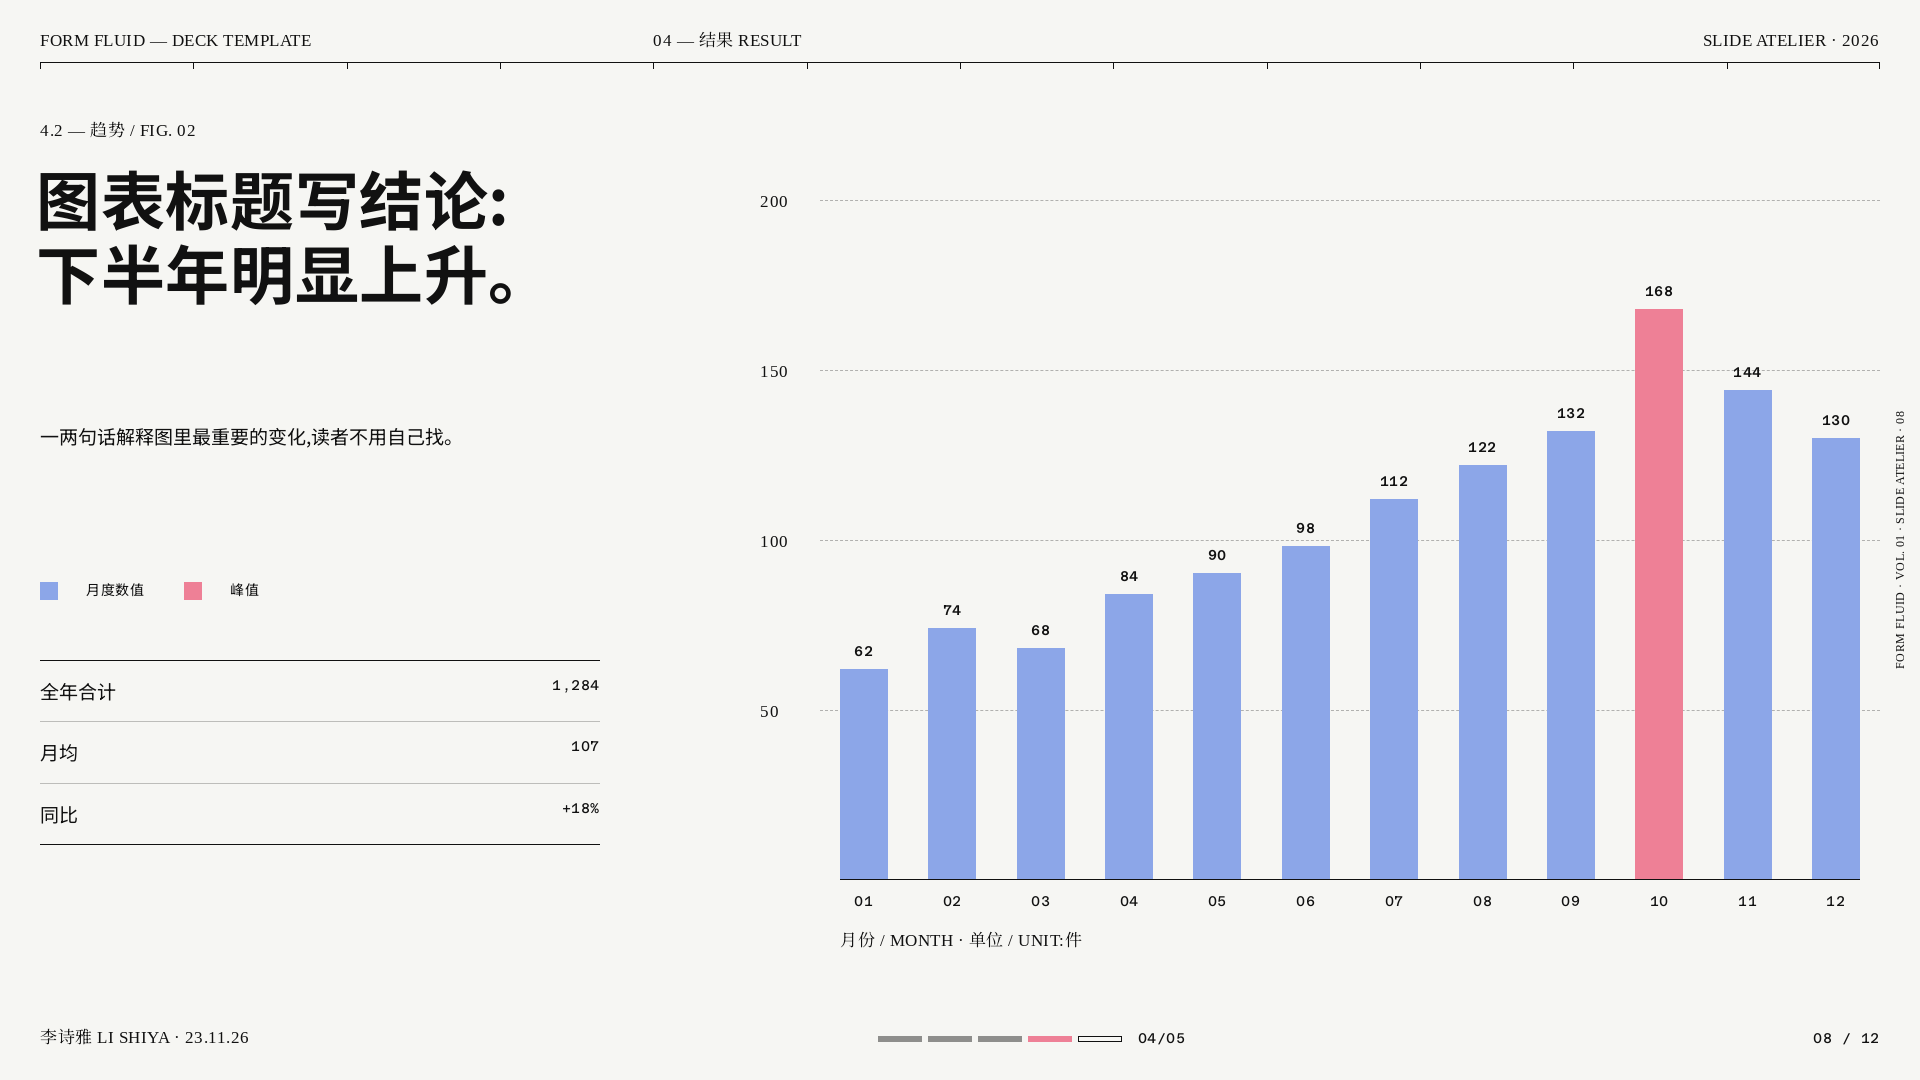 FORM FLUID — DECK TEMPLATE
04 — 结果 RESULT
SLIDE ATELIER · 2026
4.2 — 趋势 / FIG. 02
图表标题写结论:
下半年明显上升。
一两句话解释图里最重要的变化,读者不用自己找。
月度数值
峰值
全年合计 1,284
月均 107
同比 +18%
200
150
100
50
62
74
68
84
90
98
112
122
132
168
144
130
01 02 03 04 05 06 07 08 09 10 11 12
月份 / MONTH · 单位 / UNIT:件
FORM FLUID · VOL. 01 · SLIDE ATELIER · 08
李诗雅 LI SHIYA · 23.11.26
04/05
08 / 12